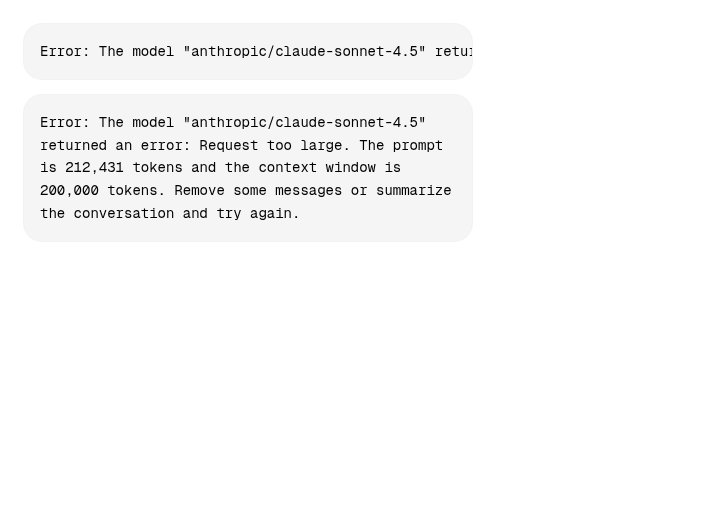 Error: The model "anthropic/claude-sonnet-4.5"
Error: The model "anthropic/claude-sonnet-4.5"
returned an error: Request too large. The prompt
is 212,431 tokens and the context window is
200,000 tokens. Remove some messages or summarize
the conversation and try again.